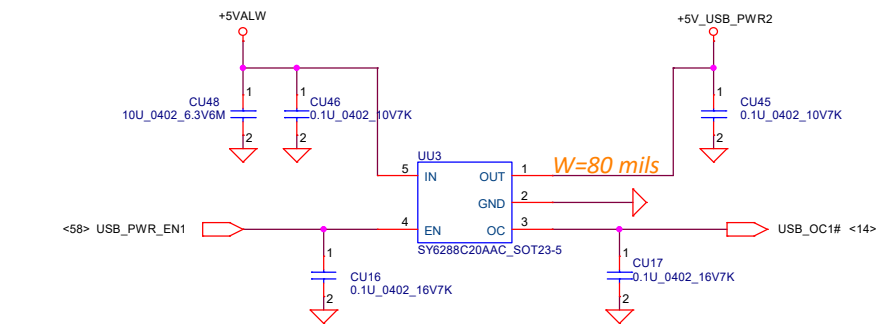 +5VALW
+5V_USB_PWR2
1
CU48
10U_0402_6.3V6M
2
1
CU46
0.1U_0402_10V7K
2
1
CU45
0.1U_0402_10V7K
2
UU3
5 IN OUT 1
W=80 mils
GND 2
<58> USB_PWR_EN1
4 EN OC 3
USB_OC1# <14>
SY6288C20AAC_SOT23-5
1
CU16
0.1U_0402_16V7K
2
1
CU17
0.1U_0402_16V7K
2